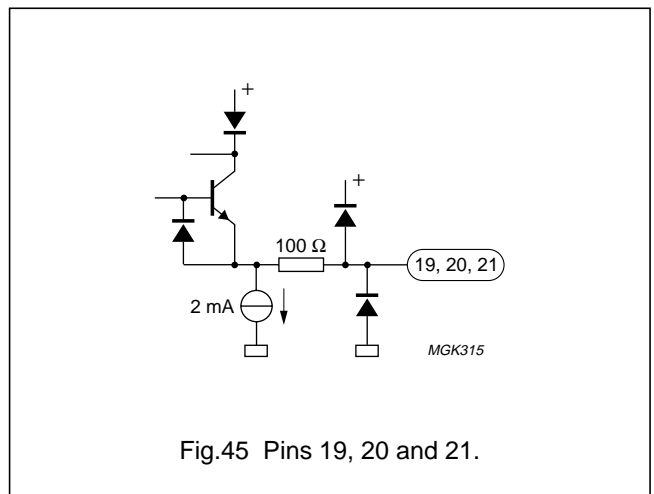 +
+
100 Ω
19, 20, 21
2 mA
MGK315
Fig.45 Pins 19, 20 and 21.